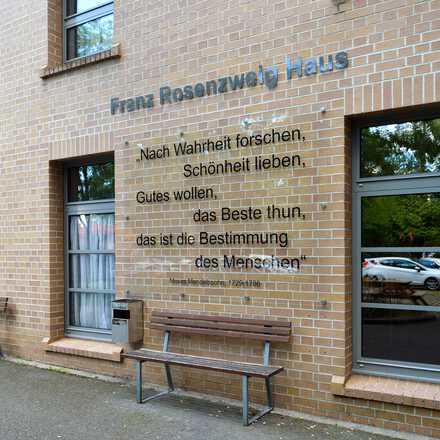 Franz Rosenzweig Haus
„Nach Wahrheit forschen,
Schönheit lieben,
Gutes wollen,
das Beste thun,
das ist die Bestimmung
des Menschen“
Moses Mendelssohn, 1729-1786